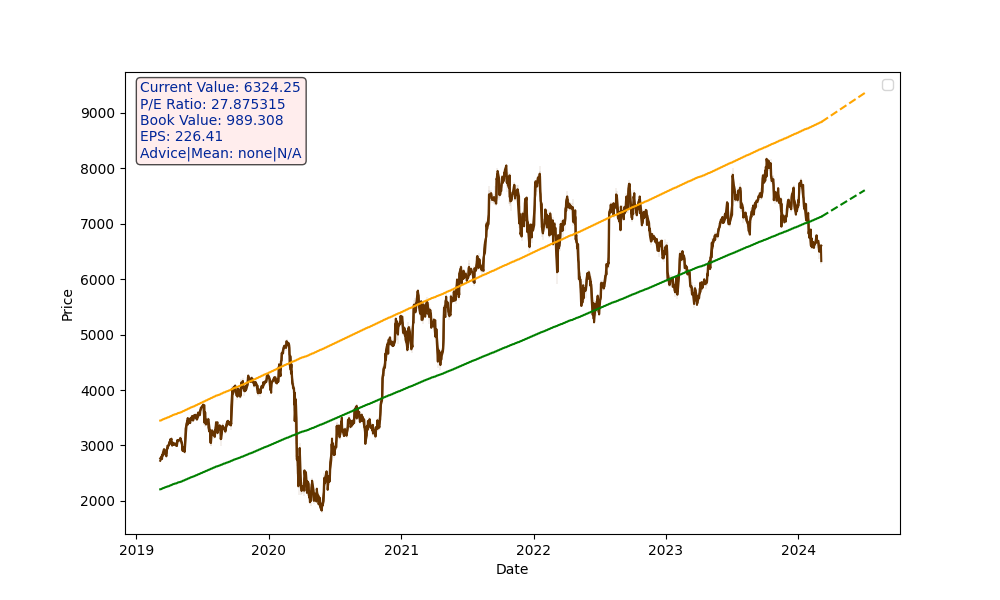 Current Value: 6324.25
P/E Ratio: 27.875315
Book Value: 989.308
EPS: 226.41
Advice|Mean: none|N/A
9000
8000
7000
6000
5000
4000
3000
2000
Price
2019 2020 2021 2022 2023 2024
Date